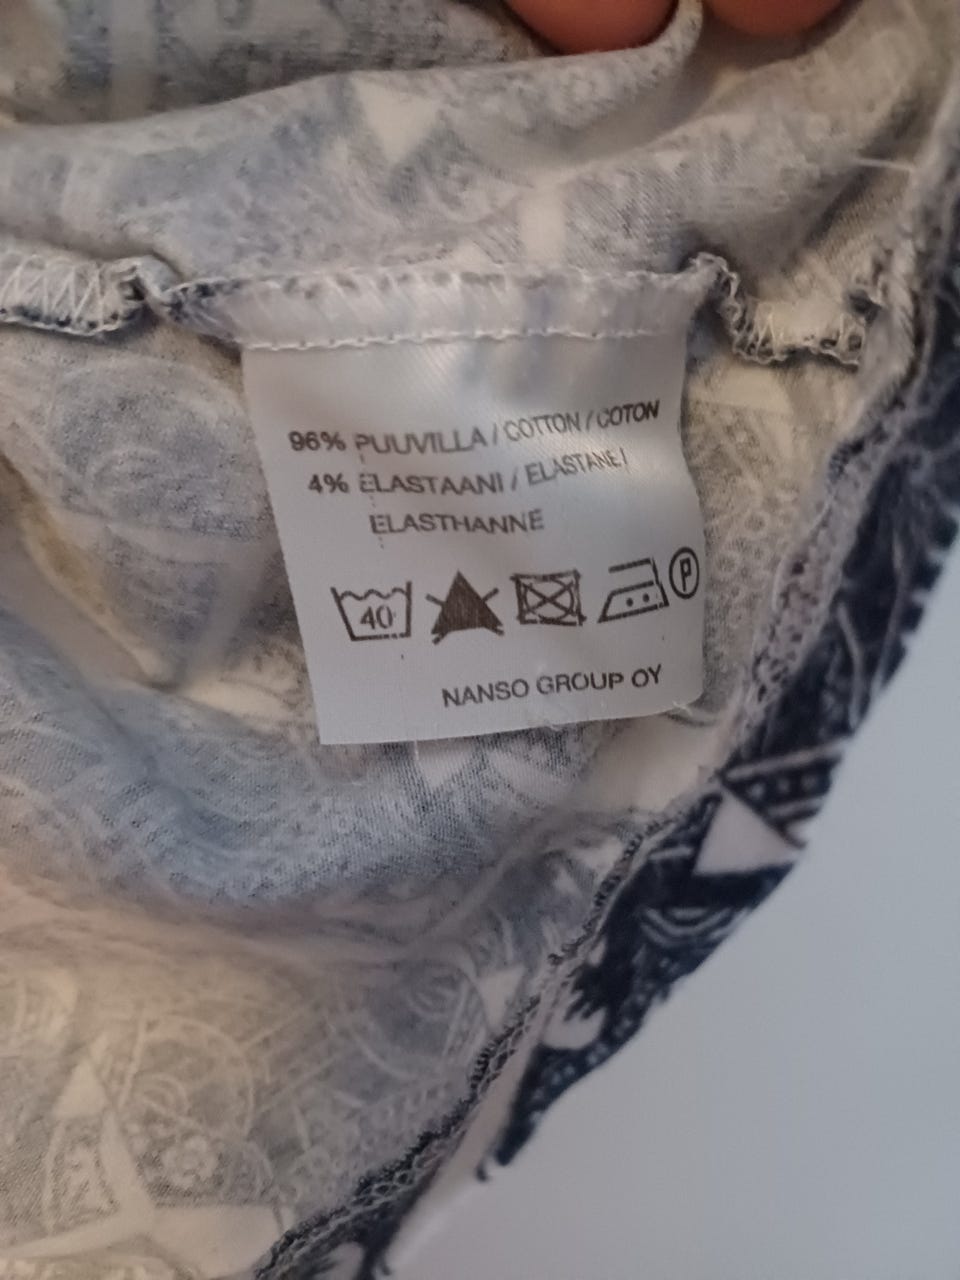 96% PUUVILLA / COTTON / COTON
4% ELASTAANI / ELASTANE /
ELASTHANNE
40 P
NANSO GROUP OY